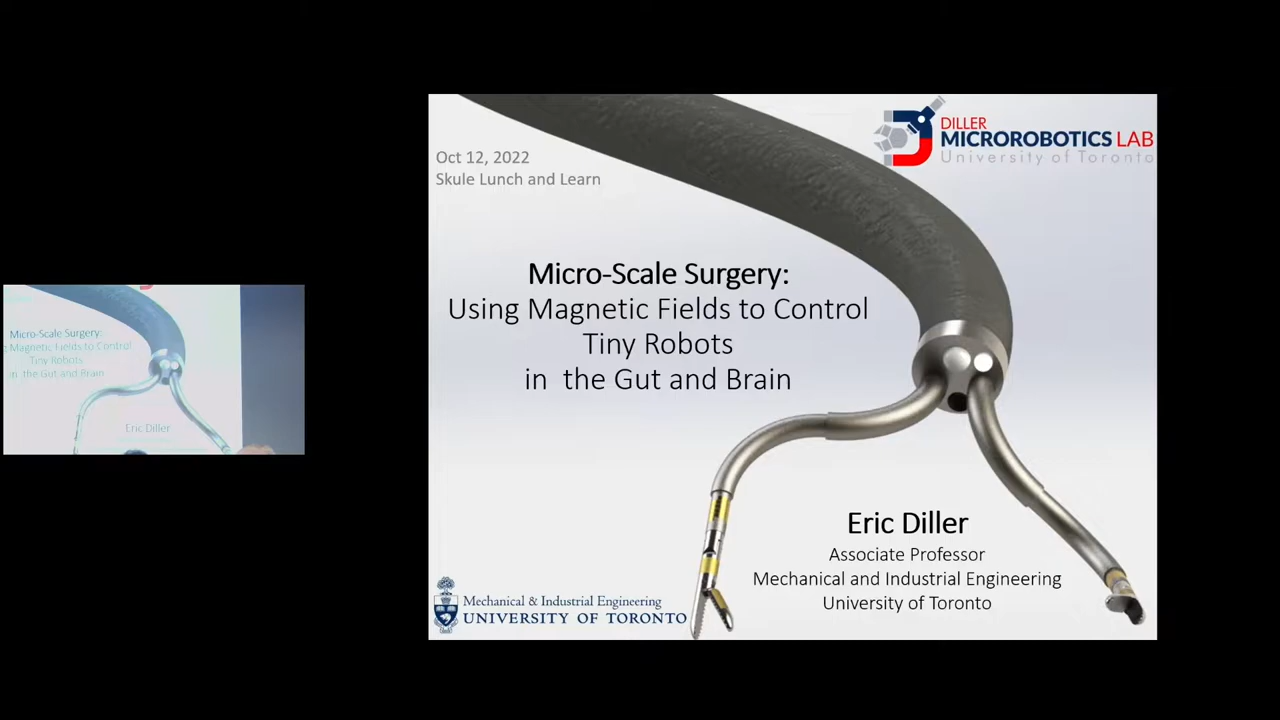 DILLER
MICROROBOTICS LAB
University of Toronto
Oct 12, 2022
Skule Lunch and Learn
Micro-Scale Surgery:
Using Magnetic Fields to Control
Tiny Robots
in the Gut and Brain
Eric Diller
Associate Professor
Mechanical and Industrial Engineering
University of Toronto
Mechanical & Industrial Engineering
UNIVERSITY OF TORONTO
Micro-Scale Surgery:
Magnetic Fields to Control
Tiny Robots
in the Gut and Brain
Eric Diller